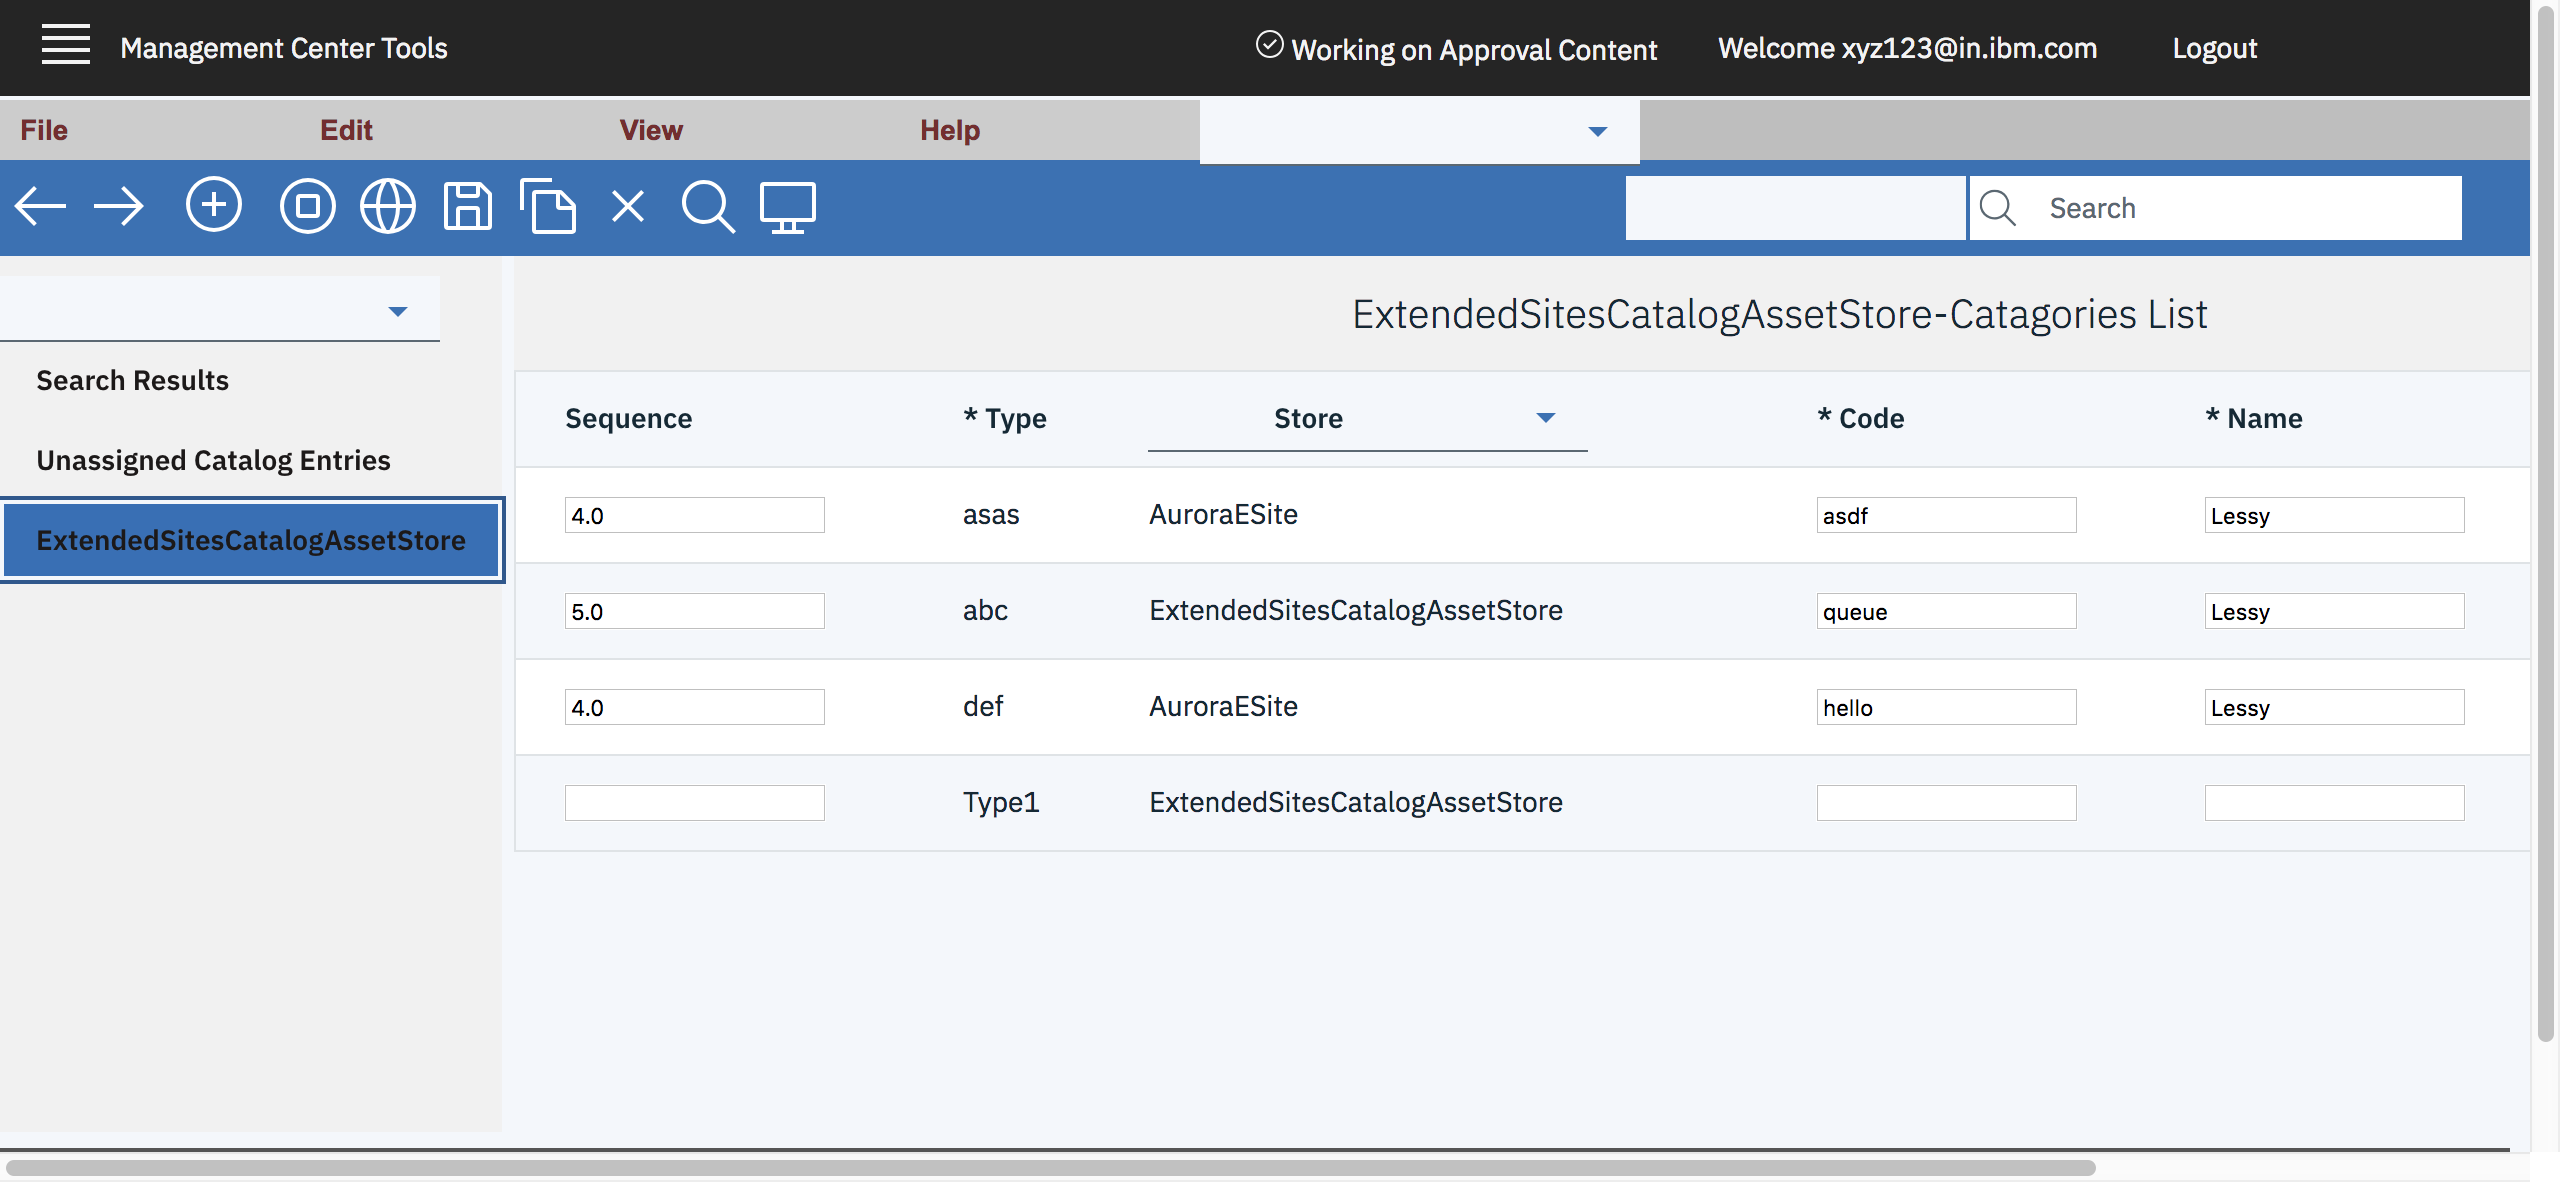 Management Center Tools
Working on Approval Content
Welcome xyz123@in.ibm.com
Logout
File Edit View Help
Search
Search Results
Unassigned Catalog Entries
ExtendedSitesCatalogAssetStore
ExtendedSitesCatalogAssetStore-Catagories List
Sequence * Type Store * Code * Name
4.0 asas AuroraESite asdf Lessy
5.0 abc ExtendedSitesCatalogAssetStore queue Lessy
4.0 def AuroraESite hello Lessy
Type1 ExtendedSitesCatalogAssetStore